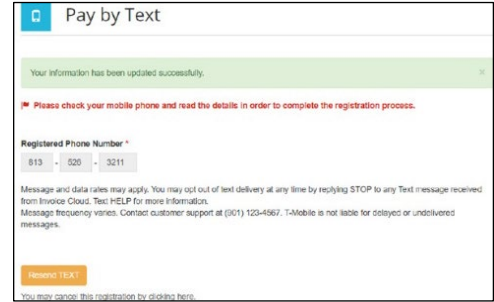 Pay by Text
Your information has been updated successfully.
×
Please check your mobile phone and read the details in order to complete the registration process.
Registered Phone Number *
813 - 526 - 3211
Message and data rates may apply. You may opt out of text delivery at any time by replying STOP to any Text message received
from Invoice Cloud. Text HELP for more information.
Message frequency varies. Contact customer support at (901) 123-4567. T-Mobile is not liable for delayed or undelivered
messages.
Resend TEXT
You may cancel this registration by clicking here.